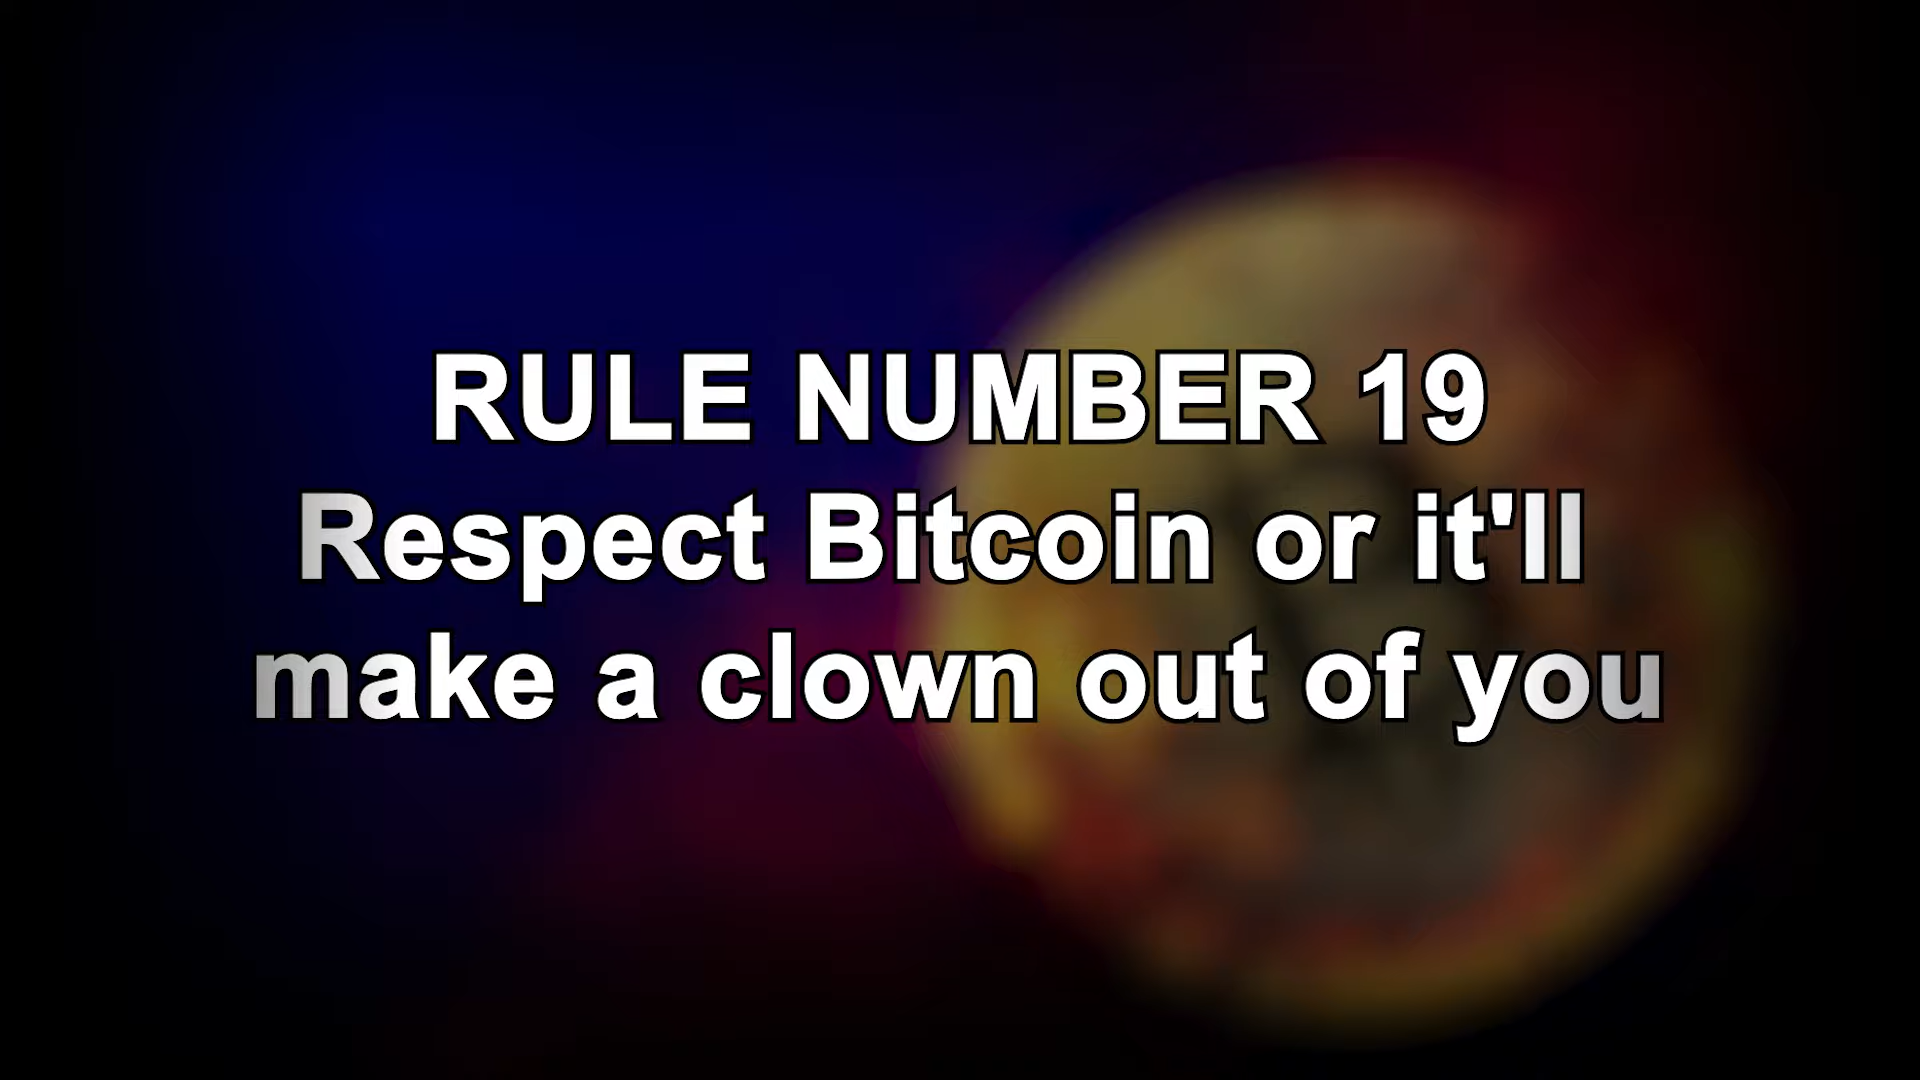 RULE NUMBER 19
Respect Bitcoin or it'll
make a clown out of you